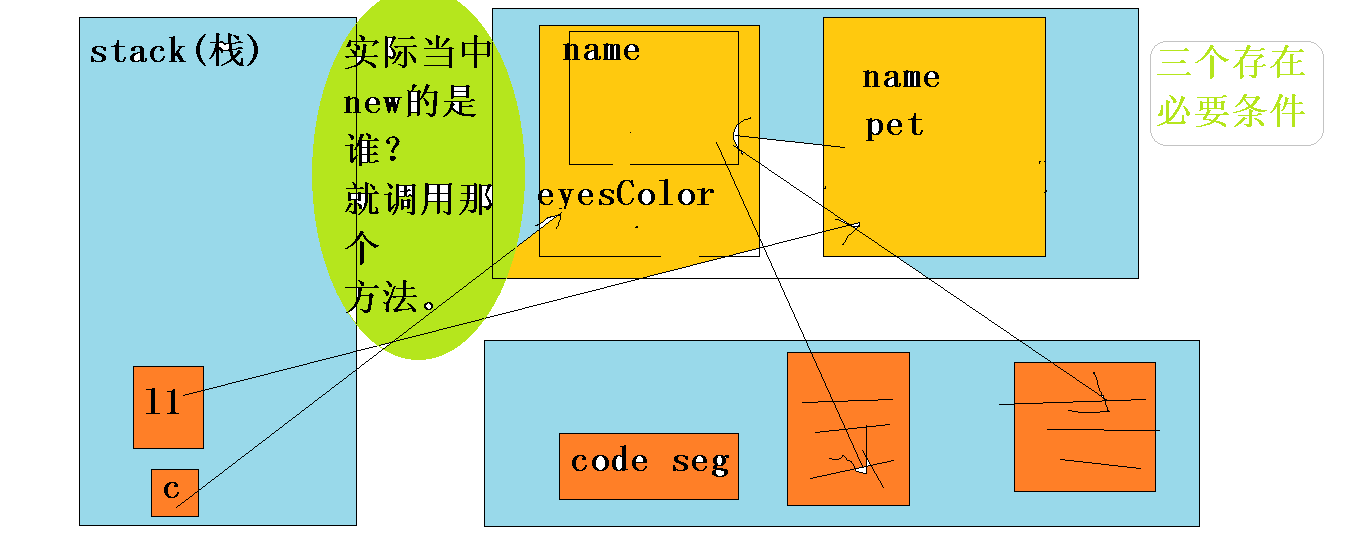 stack(栈)
实际当中
new的是
谁？
就调用那
个
方法。
name
eyesColor
name
pet
三个存在
必要条件
l1
c
code seg